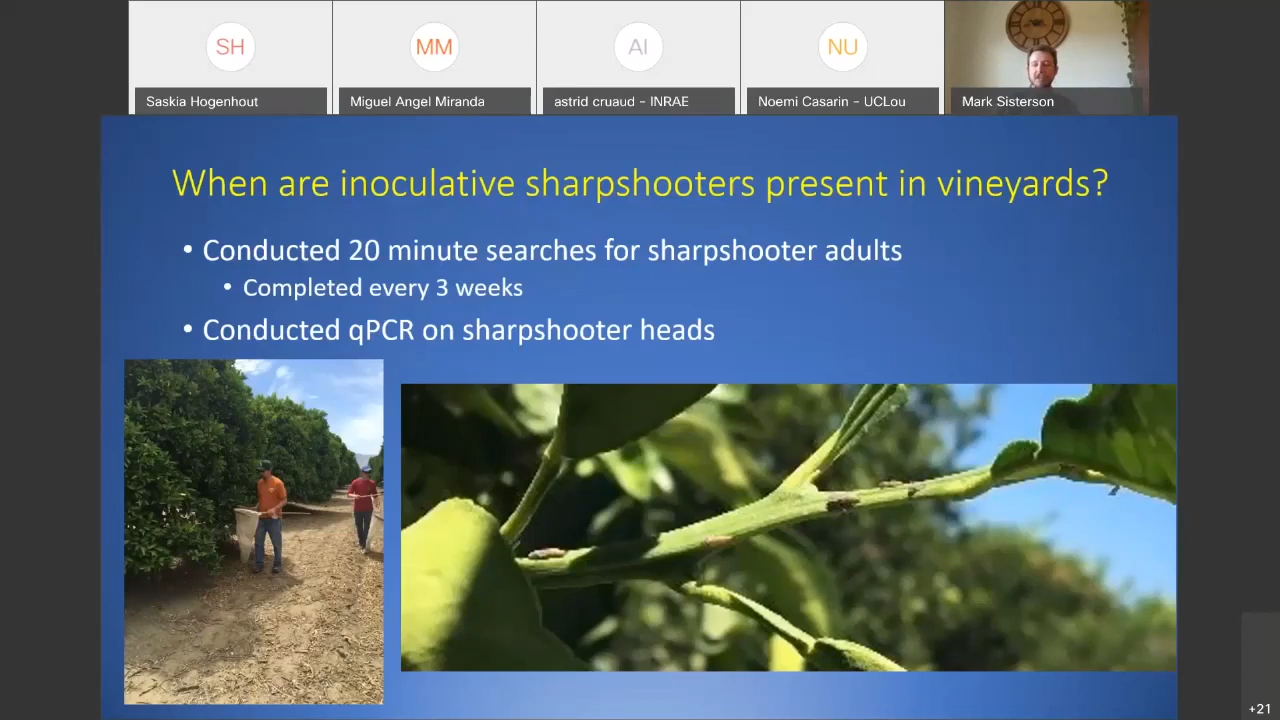 SH
MM
AI
NU
Saskia Hogenhout
Miguel Angel Miranda
astrid cruaud - INRAE
Noemi Casarin - UCLou
Mark Sisterson
When are inoculative sharpshooters present in vineyards?
• Conducted 20 minute searches for sharpshooter adults
• Completed every 3 weeks
• Conducted qPCR on sharpshooter heads
+21